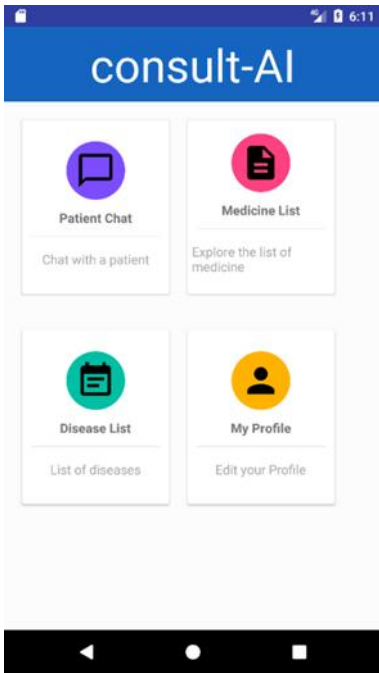 6:11
consult-AI
Patient Chat
Chat with a patient
Medicine List
Explore the list of
medicine
Disease List
List of diseases
My Profile
Edit your Profile